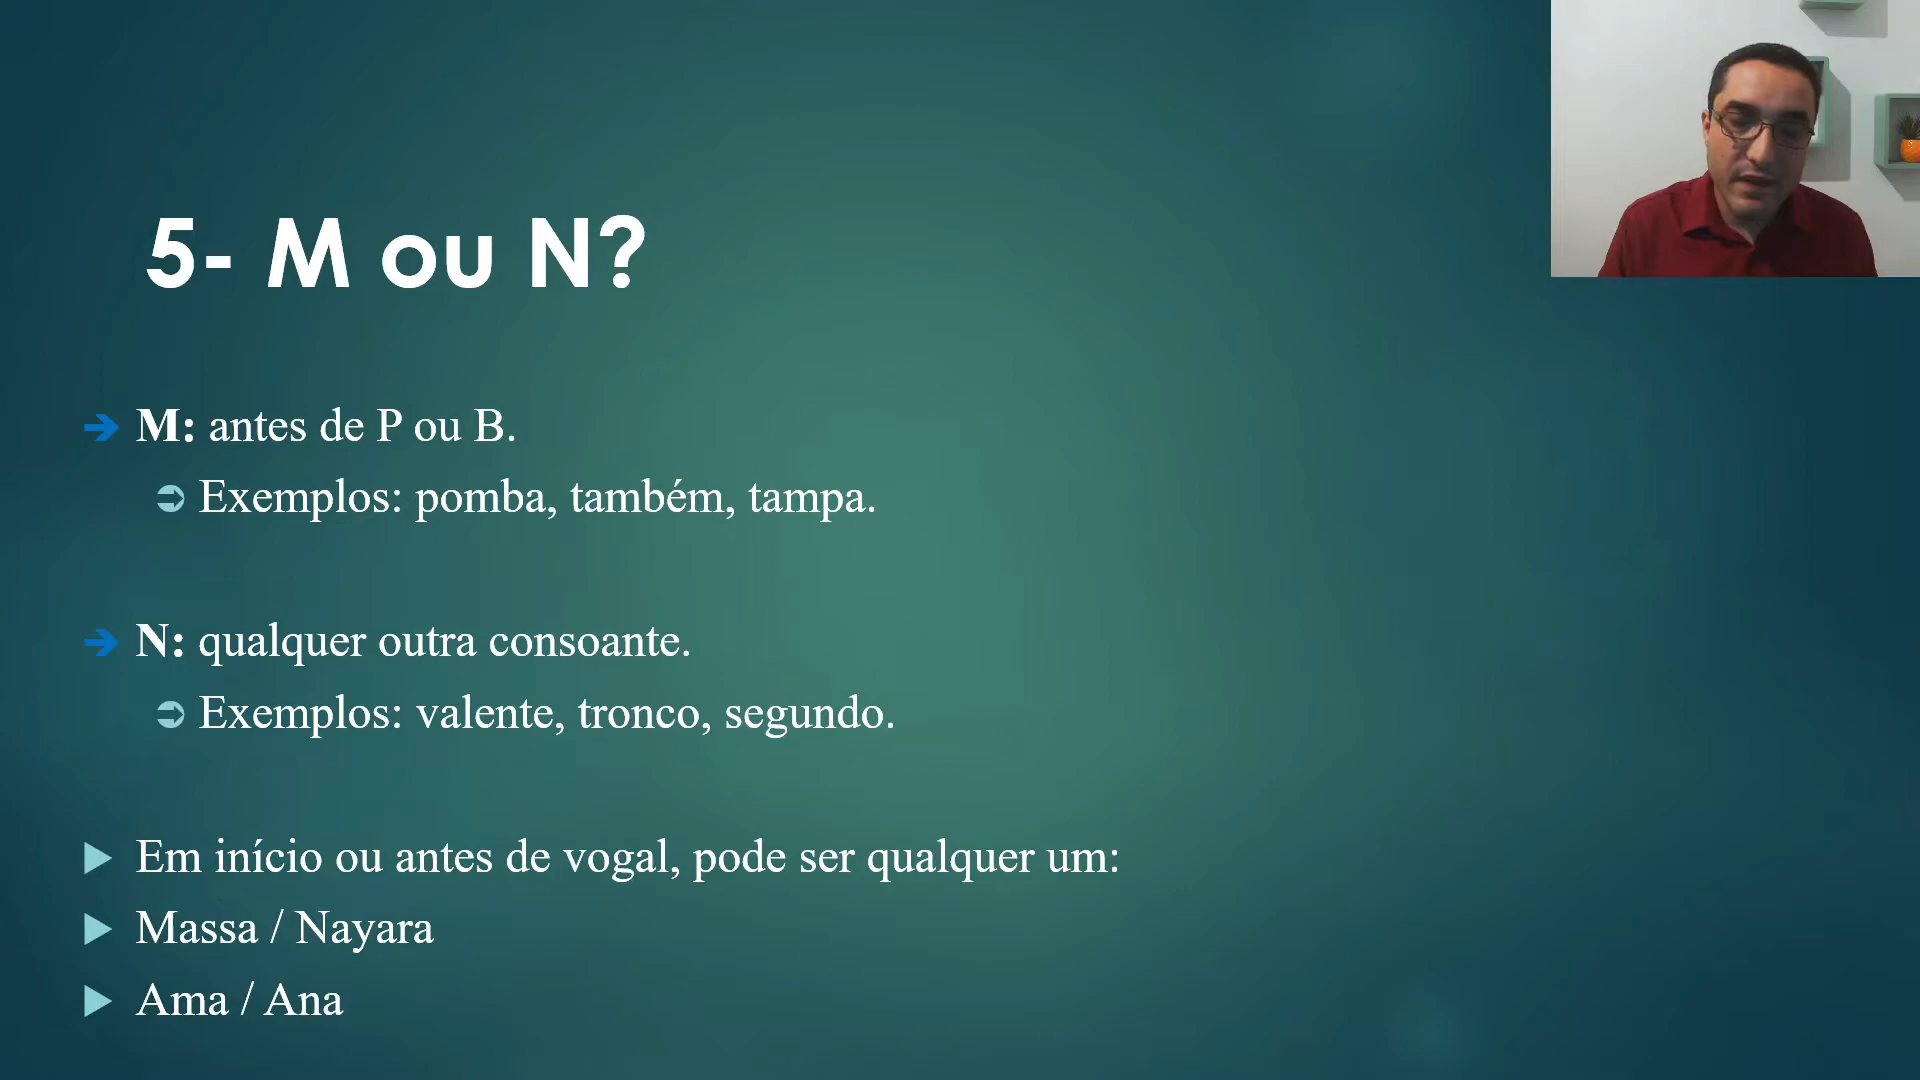 5- M ou N?
M: antes de P ou B.
Exemplos: pomba, também, tampa.
N: qualquer outra consoante.
Exemplos: valente, tronco, segundo.
Em início ou antes de vogal, pode ser qualquer um:
Massa / Nayara
Ama / Ana